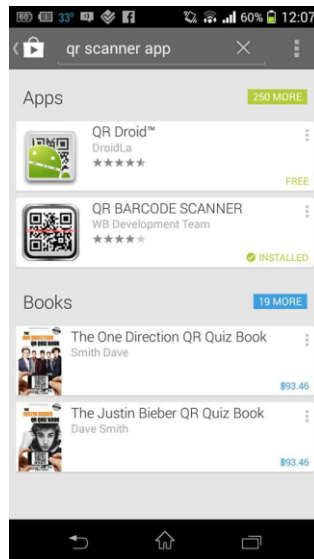 33° 60% 12:07
qr scanner app
Apps
250 MORE
QR Droid™
DroidLa
FREE
QR BARCODE SCANNER
WB Development Team
INSTALLED
Books
19 MORE
The One Direction QR Quiz Book
Smith Dave
฿93.46
The Justin Bieber QR Quiz Book
Dave Smith
฿93.46